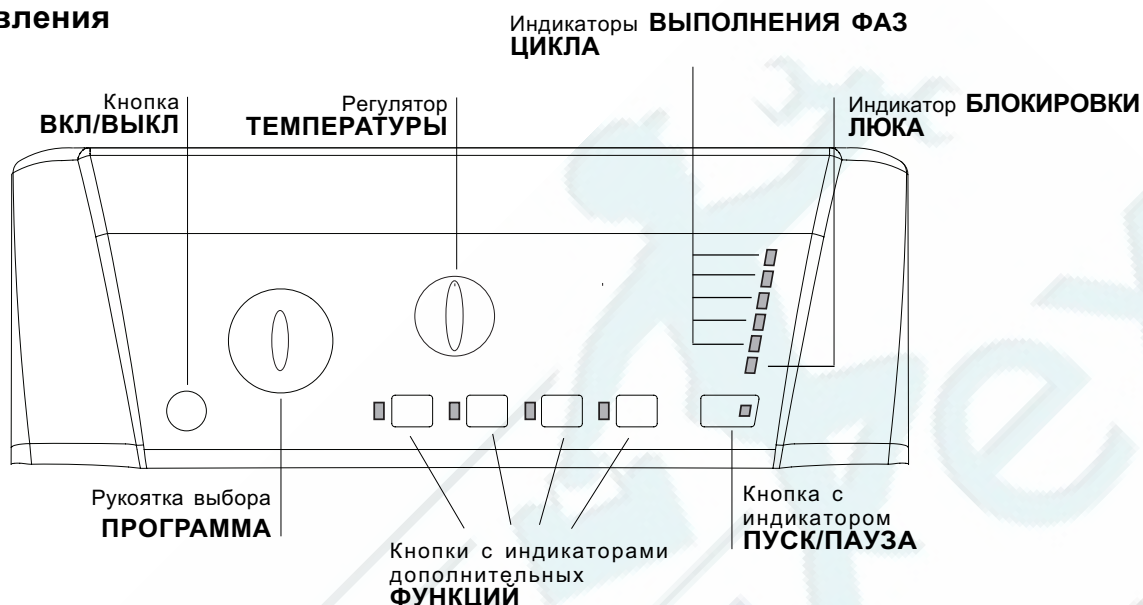 вления
Индикаторы ВЫПОЛНЕНИЯ ФАЗ
ЦИКЛА
Кнопка
ВКЛ/ВЫКЛ
Регулятор
ТЕМПЕРАТУРЫ
Индикатор БЛОКИРОВКИ
ЛЮКА
Рукоятка выбора
ПРОГРАММА
Кнопки с индикаторами
дополнительных
ФУНКЦИЙ
Кнопка с
индикатором
ПУСК/ПАУЗА